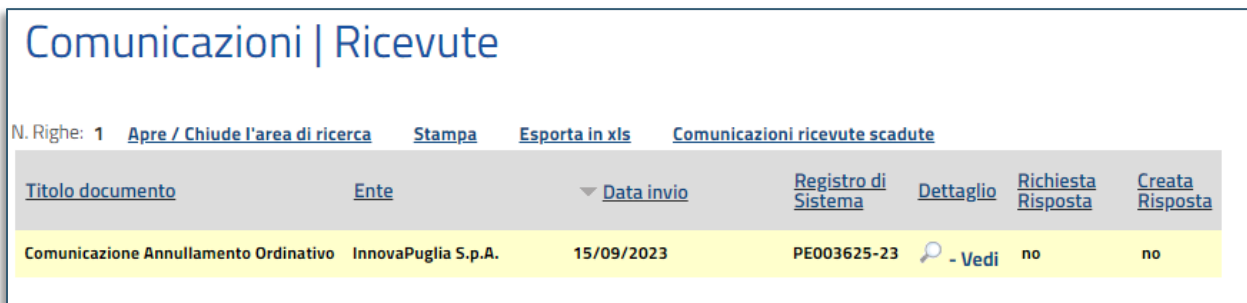 Comunicazioni | Ricevute
N. Righe: 1 Apre / Chiude l'area di ricerca Stampa Esporta in xls Comunicazioni ricevute scadute
Titolo documento Ente Data invio Registro di Sistema Dettaglio Richiesta Risposta Creata Risposta
Comunicazione Annullamento Ordinativo InnovaPuglia S.p.A. 15/09/2023 PE003625-23 - Vedi no no